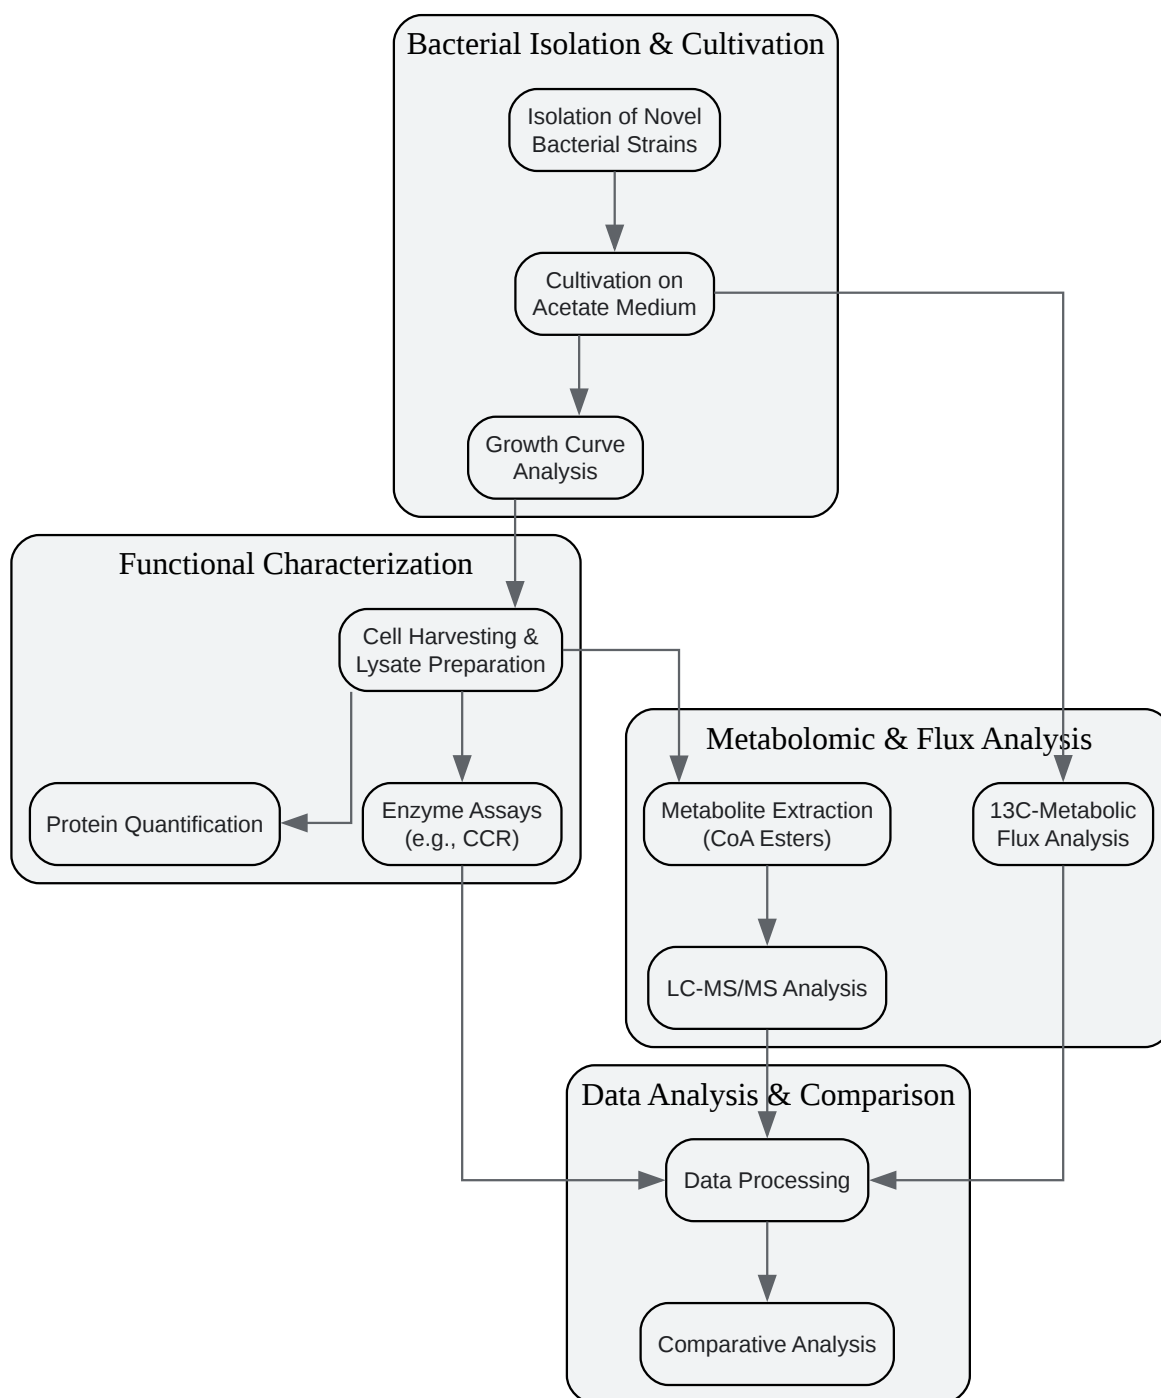 Bacterial Isolation & Cultivation
Isolation of Novel
Bacterial Strains
Cultivation on
Acetate Medium
Growth Curve
Analysis
Functional Characterization
Cell Harvesting &
Lysate Preparation
Protein Quantification
Enzyme Assays
(e.g., CCR)
Metabolomic & Flux Analysis
Metabolite Extraction
(CoA Esters)
13C-Metabolic
Flux Analysis
LC-MS/MS Analysis
Data Analysis & Comparison
Data Processing
Comparative Analysis